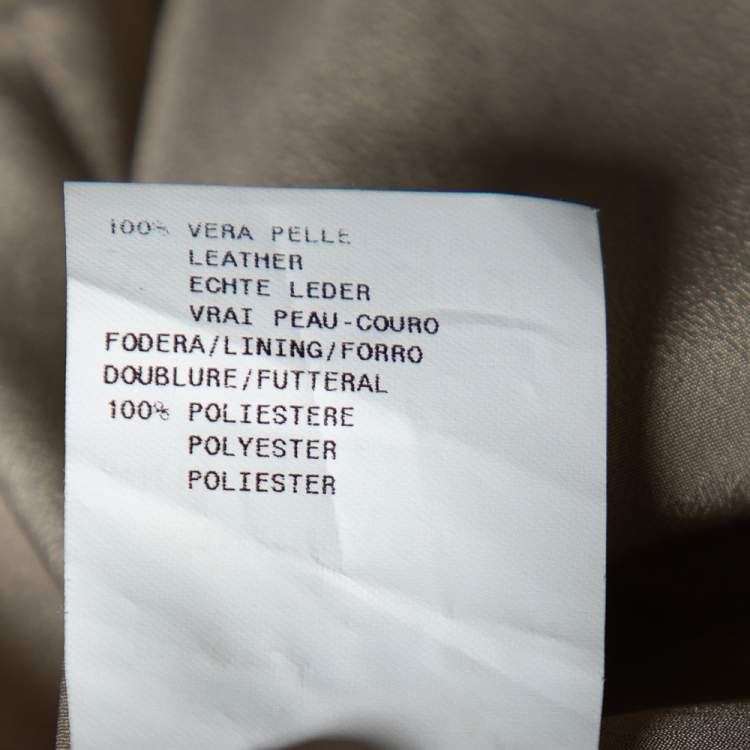 100% VERA PELLE
LEATHER
ECHTE LEDER
VRAI PEAU-COURO
FODERA/LINING/FORRO
DOUBLURE/FUTTERAL
100% POLIESTERE
POLYESTER
POLIESTER